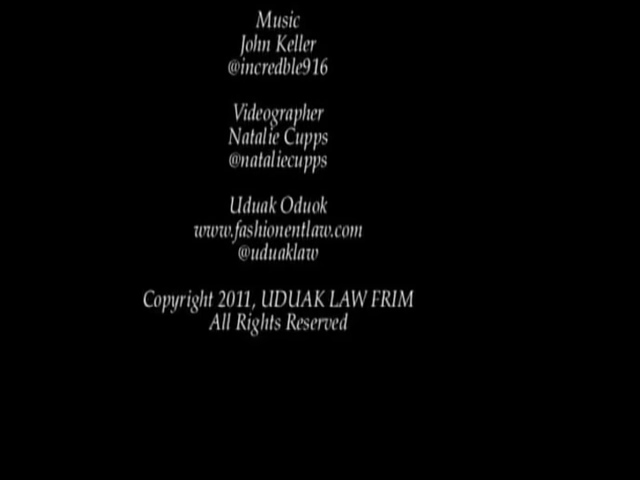 Music
John Keller
@incredble916
Videographer
Natalie Cupps
@nataliecupps
Uduak Oduok
www.fashionentlaw.com
@uduaklaw
Copyright 2011, UDUAK LAW FRIM
All Rights Reserved